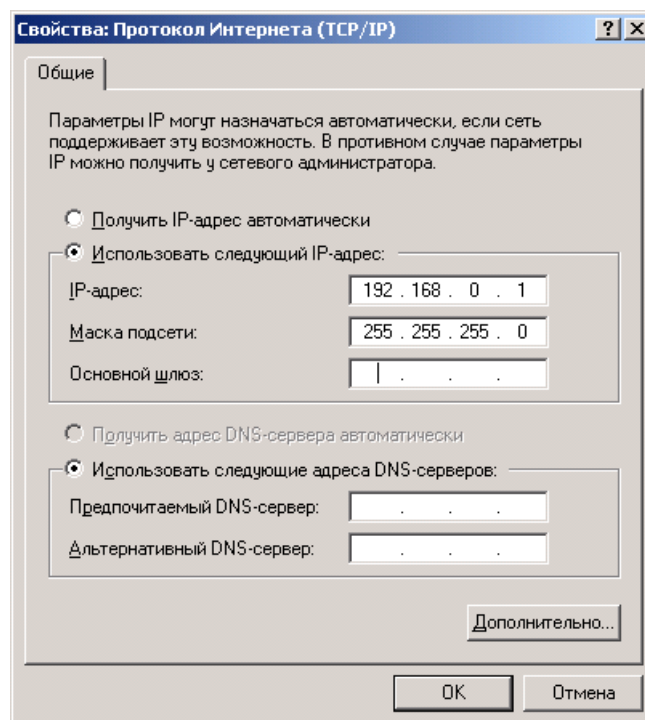 Свойства: Протокол Интернета (TCP/IP)
Общие
Параметры IP могут назначаться автоматически, если сеть
поддерживает эту возможность. В противном случае параметры
IP можно получить у сетевого администратора.
Получить IP-адрес автоматически
Использовать следующий IP-адрес:
IP-адрес: 192 . 168 . 0 . 1
Маска подсети: 255 . 255 . 255 . 0
Основной шлюз: . . .
Получить адрес DNS-сервера автоматически
Использовать следующие адреса DNS-серверов:
Предпочитаемый DNS-сервер: . . .
Альтернативный DNS-сервер: . . .
Дополнительно...
OK Отмена